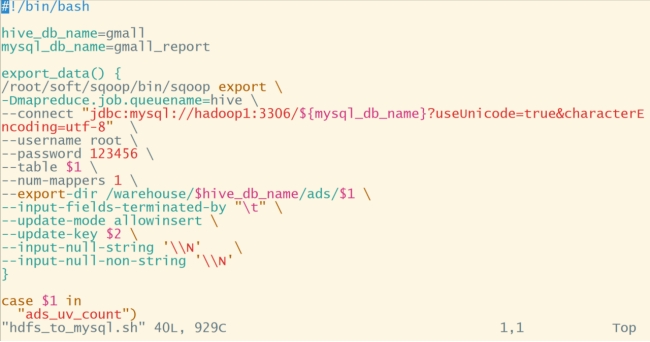 #!/bin/bash

hive_db_name=gmall
mysql_db_name=gmall_report

export_data() {
/root/soft/sqoop/bin/sqoop export \
-Dmapreduce.job.queuename=hive \
--connect "jdbc:mysql://hadoop1:3306/${mysql_db_name}?useUnicode=true&characterE
ncoding=utf-8"  \
--username root \
--password 123456 \
--table $1 \
--num-mappers 1 \
--export-dir /warehouse/$hive_db_name/ads/$1 \
--input-fields-terminated-by "\t" \
--update-mode allowinsert \
--update-key $2 \
--input-null-string '\\N'    \
--input-null-non-string '\\N'
}

case $1 in
  "ads_uv_count")
"hdfs_to_mysql.sh" 40L, 929C 1,1 Top